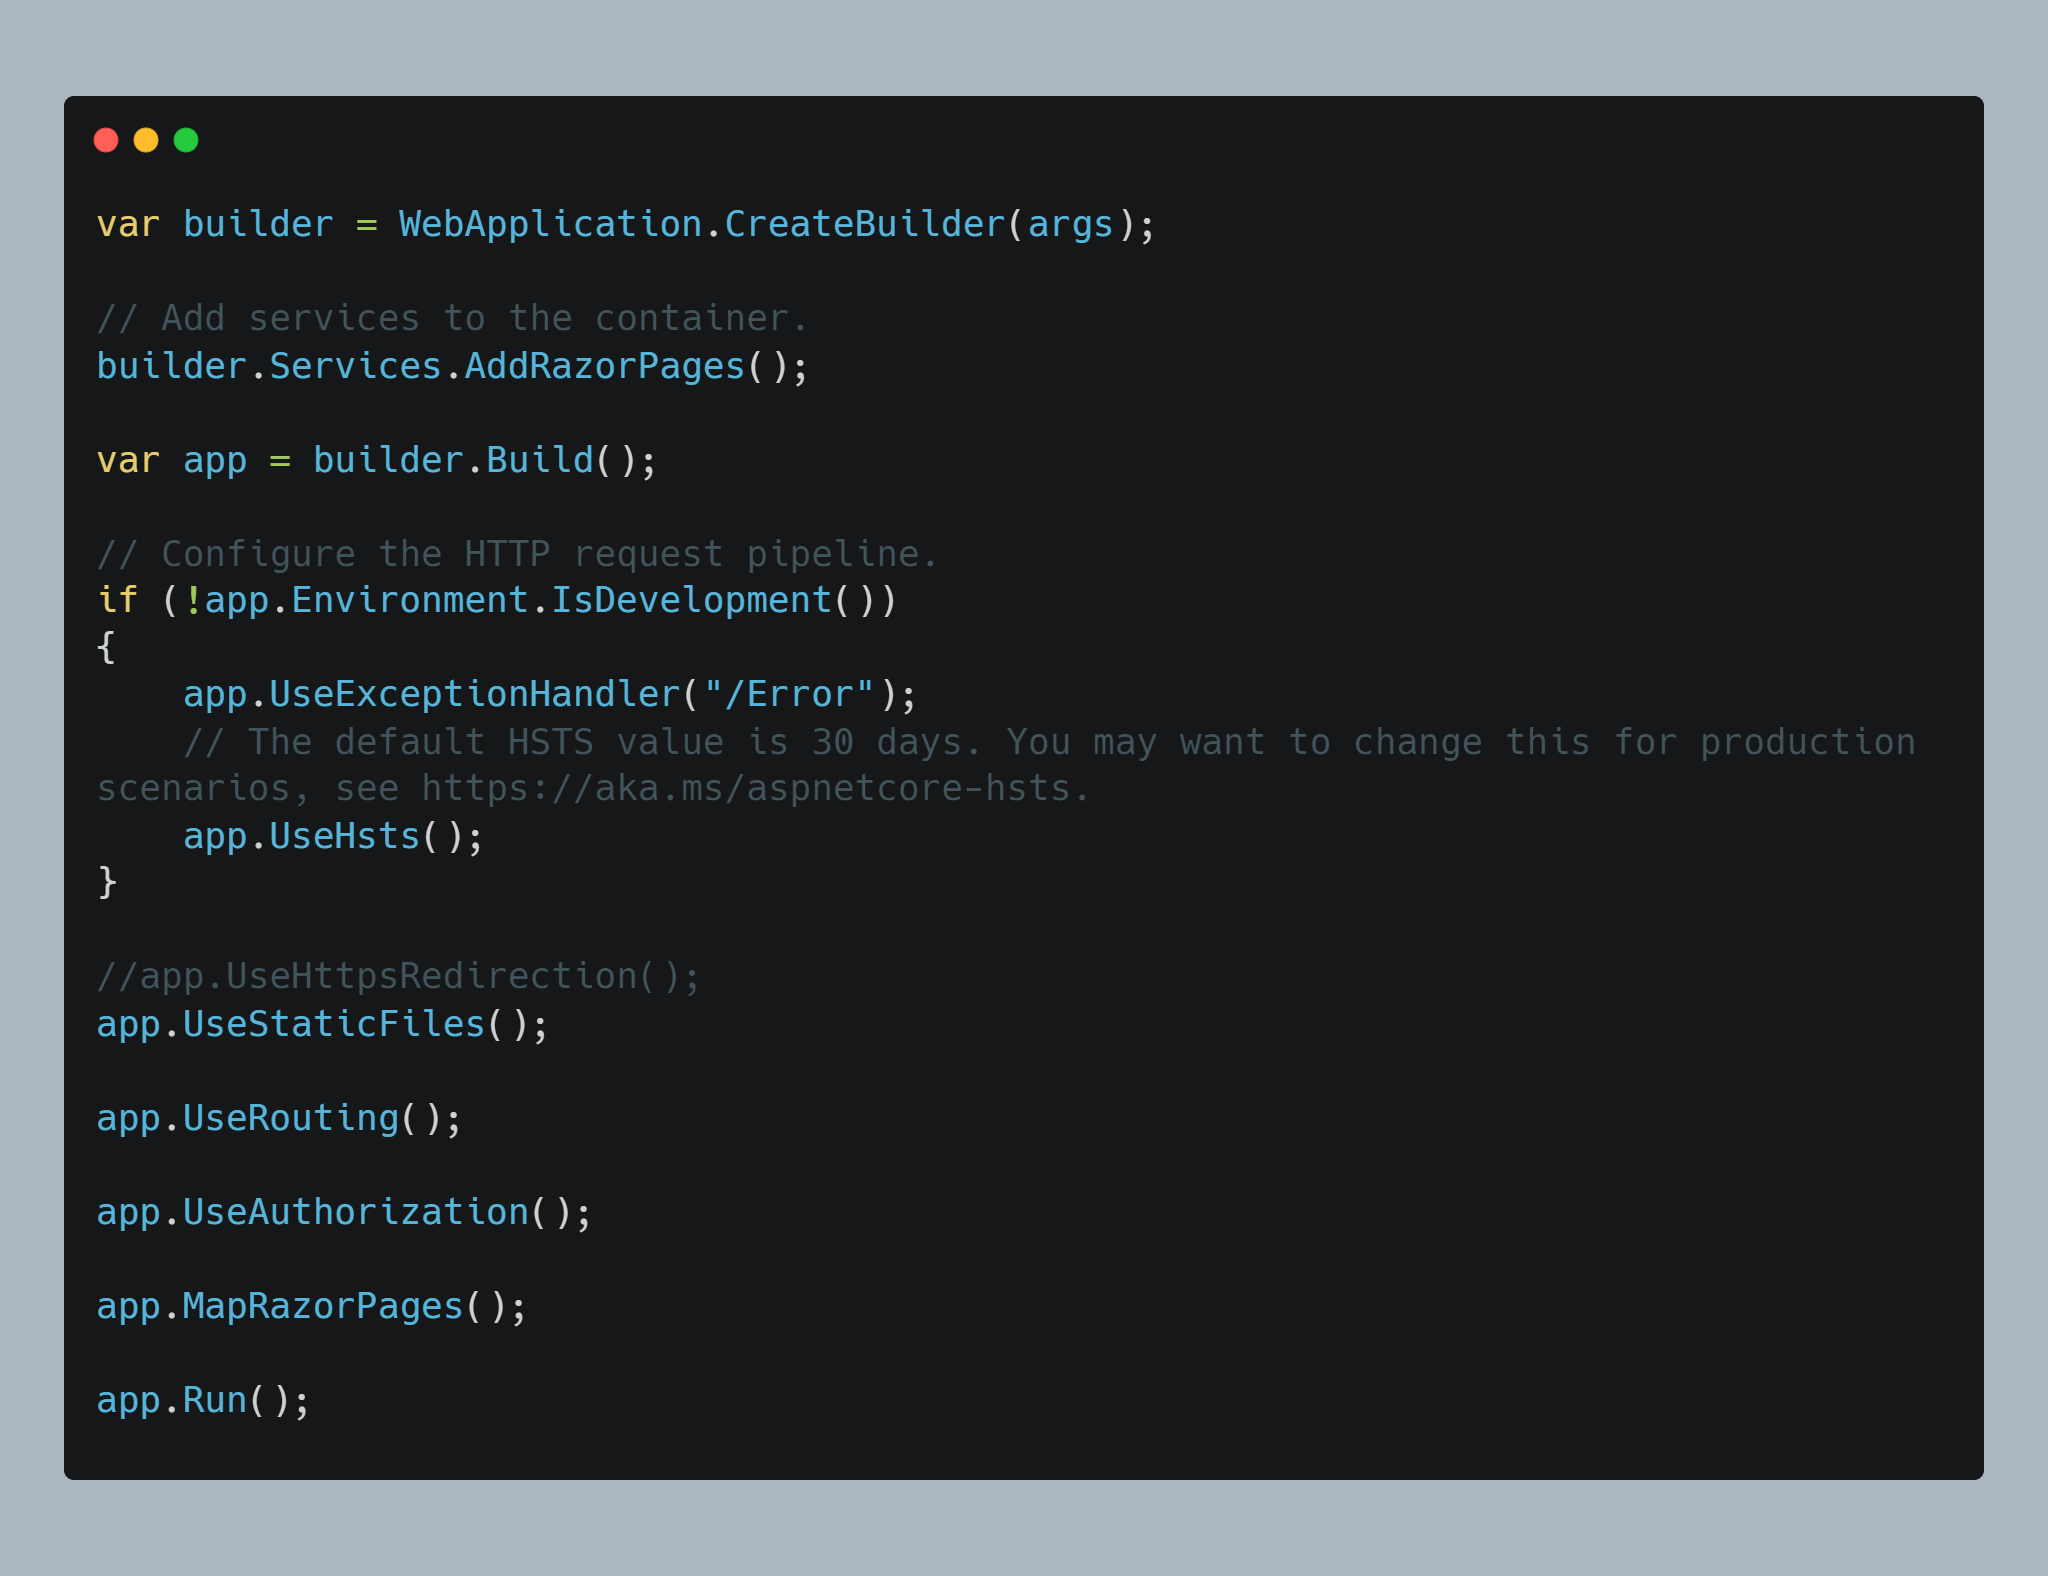 var builder = WebApplication.CreateBuilder(args);

// Add services to the container.
builder.Services.AddRazorPages();

var app = builder.Build();

// Configure the HTTP request pipeline.
if (!app.Environment.IsDevelopment())
{
    app.UseExceptionHandler("/Error");
    // The default HSTS value is 30 days. You may want to change this for production
scenarios, see https://aka.ms/aspnetcore-hsts.
    app.UseHsts();
}

//app.UseHttpsRedirection();
app.UseStaticFiles();

app.UseRouting();

app.UseAuthorization();

app.MapRazorPages();

app.Run();